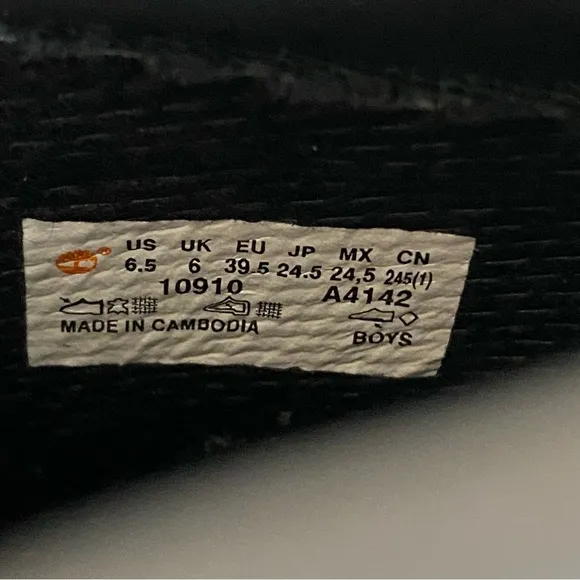 US UK EU JP MX CN
6.5 6 39.5 24.5 24,5 245(1)
10910 A4142
MADE IN CAMBODIA BOYS